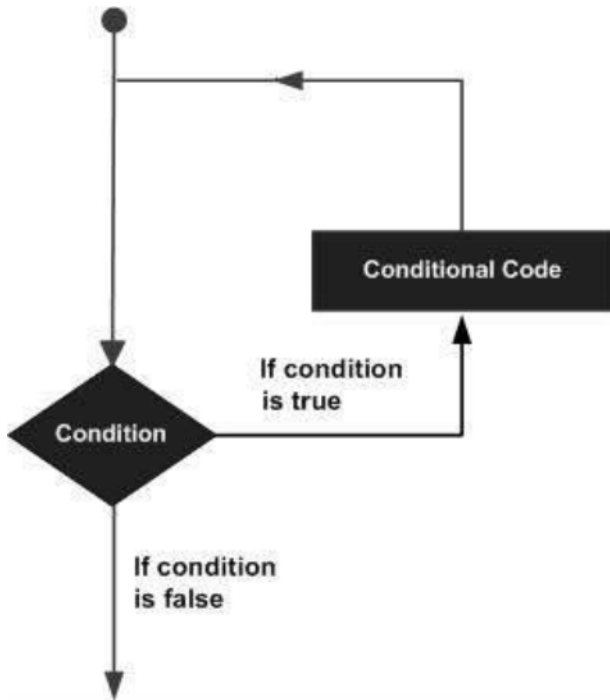 Conditional Code
If condition
is true
Condition
If condition
is false